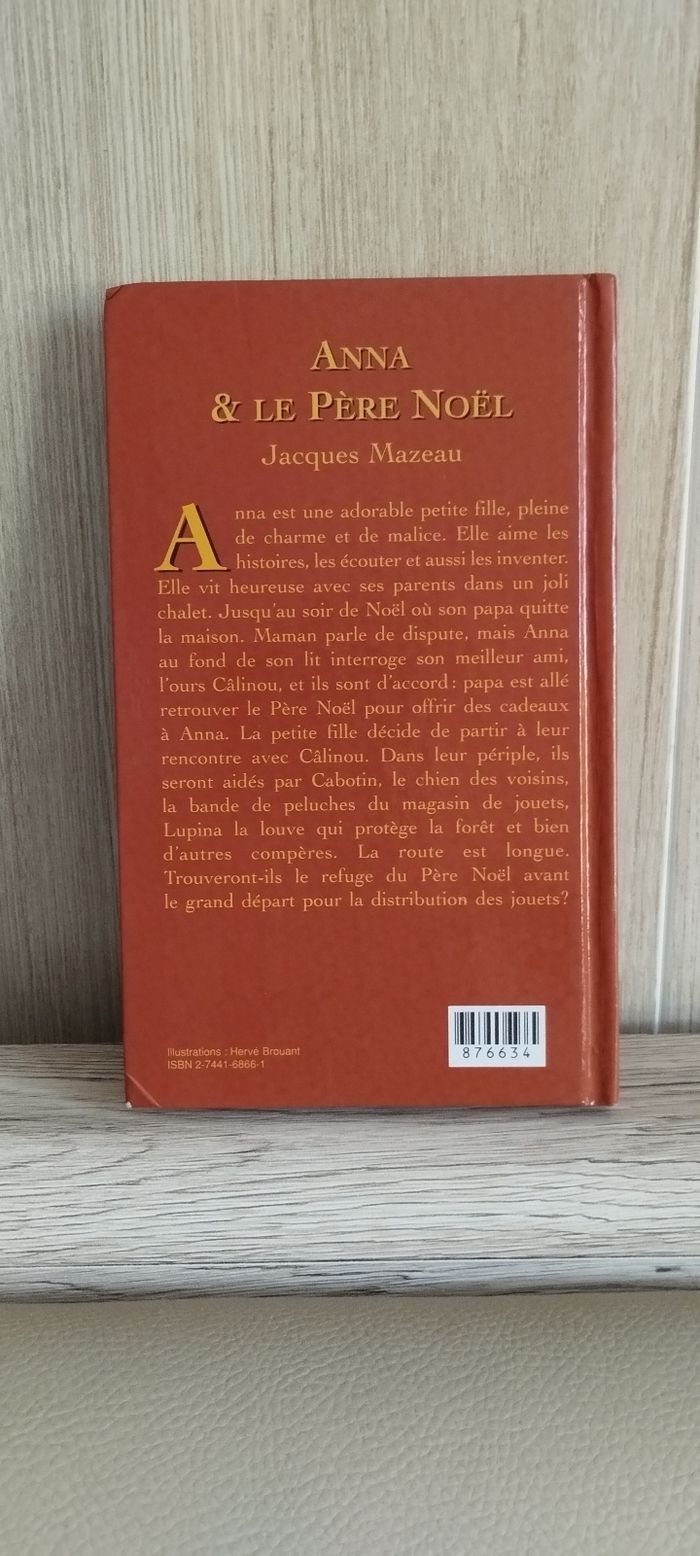 ANNA
& LE PÈRE NOËL
Jacques Mazeau
Anna est une adorable petite fille, pleine
de charme et de malice. Elle aime les
histoires, les écouter et aussi les inventer.
Elle vit heureuse avec ses parents dans un joli
chalet. Jusqu'au soir de Noël où son papa quitte
la maison. Maman parle de dispute, mais Anna
au fond de son lit interroge son meilleur ami,
l'ours Câlinou, et ils sont d'accord : papa est allé
retrouver le Père Noël pour offrir des cadeaux
à Anna. La petite fille décide de partir à leur
rencontre avec Câlinou. Dans leur périple, ils
seront aidés par Cabotin, le chien des voisins,
la bande de peluches du magasin de jouets,
Lupina la louve qui protège la forêt et bien
d'autres compères. La route est longue.
Trouveront-ils le refuge du Père Noël avant
le grand départ pour la distribution des jouets?
Illustrations : Hervé Brouant
ISBN 2-7441-6866-1
876634